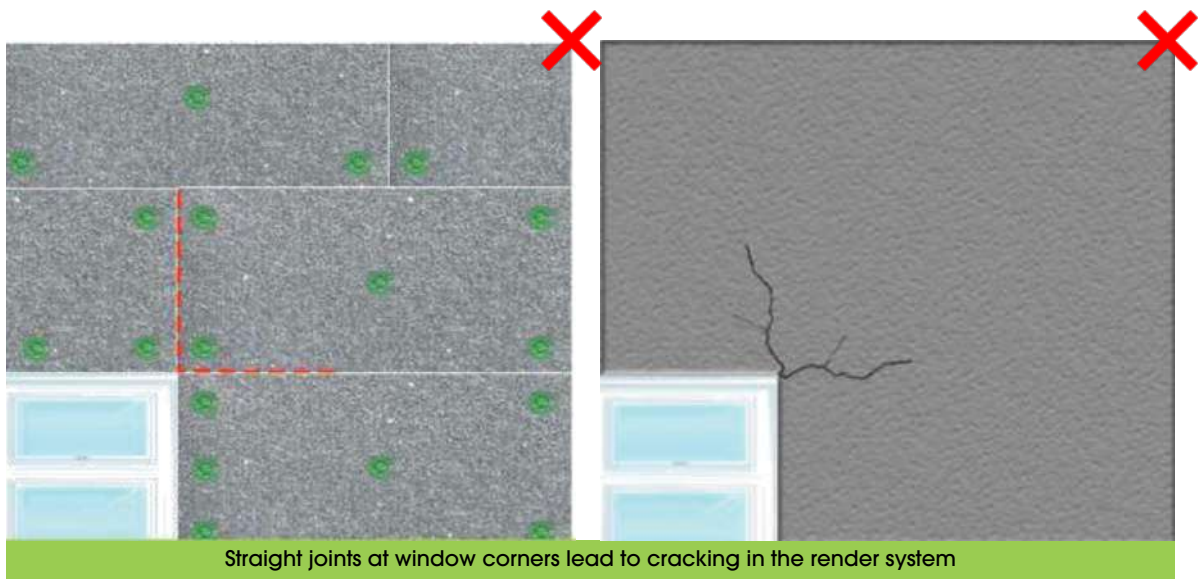 Straight joints at window corners lead to cracking in the render system